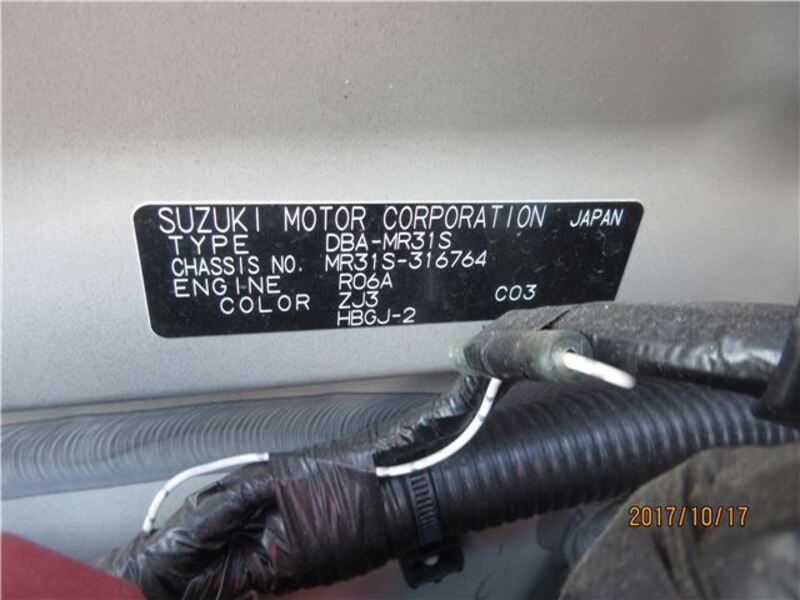 SUZUKI MOTOR CORPORATION JAPAN
TYPE DBA-MR31S
CHASSIS NO. MR31S-316764
ENGINE R06A
COLOR ZJ3 C03
HBGJ-2
2017/10/17